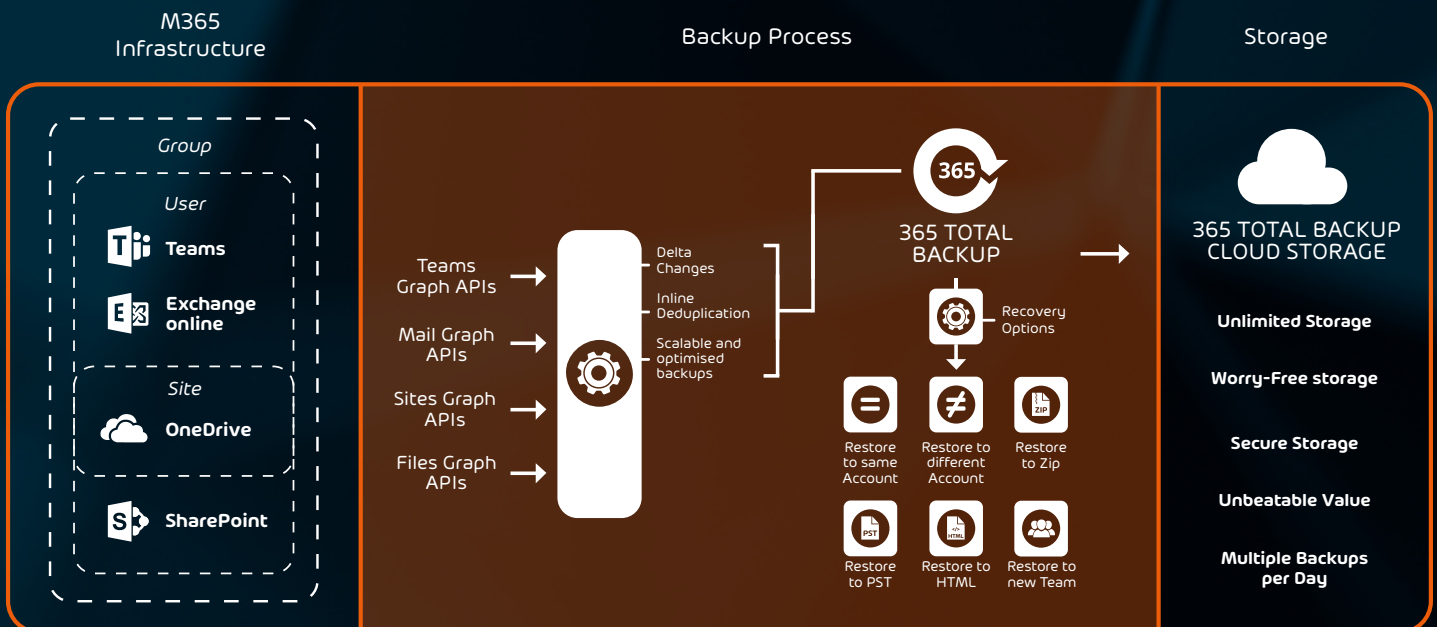 M365
Infrastructure
Backup Process
Storage
Group
User
Teams
Exchange
online
Site
OneDrive
SharePoint
Teams
Graph APIs
Mail Graph
APIs
Sites Graph
APIs
Files Graph
APIs
Delta
Changes
Inline
Deduplication
Scalable and
optimised
backups
365
365 TOTAL
BACKUP
Recovery
Options
Restore
to same
Account
Restore to
different
Account
ZIP
Restore
to Zip
PST
Restore
to PST
</>
HTML
Restore to
HTML
Restore to
new Team
365 TOTAL BACKUP
CLOUD STORAGE
Unlimited Storage
Worry-Free storage
Secure Storage
Unbeatable Value
Multiple Backups
per Day